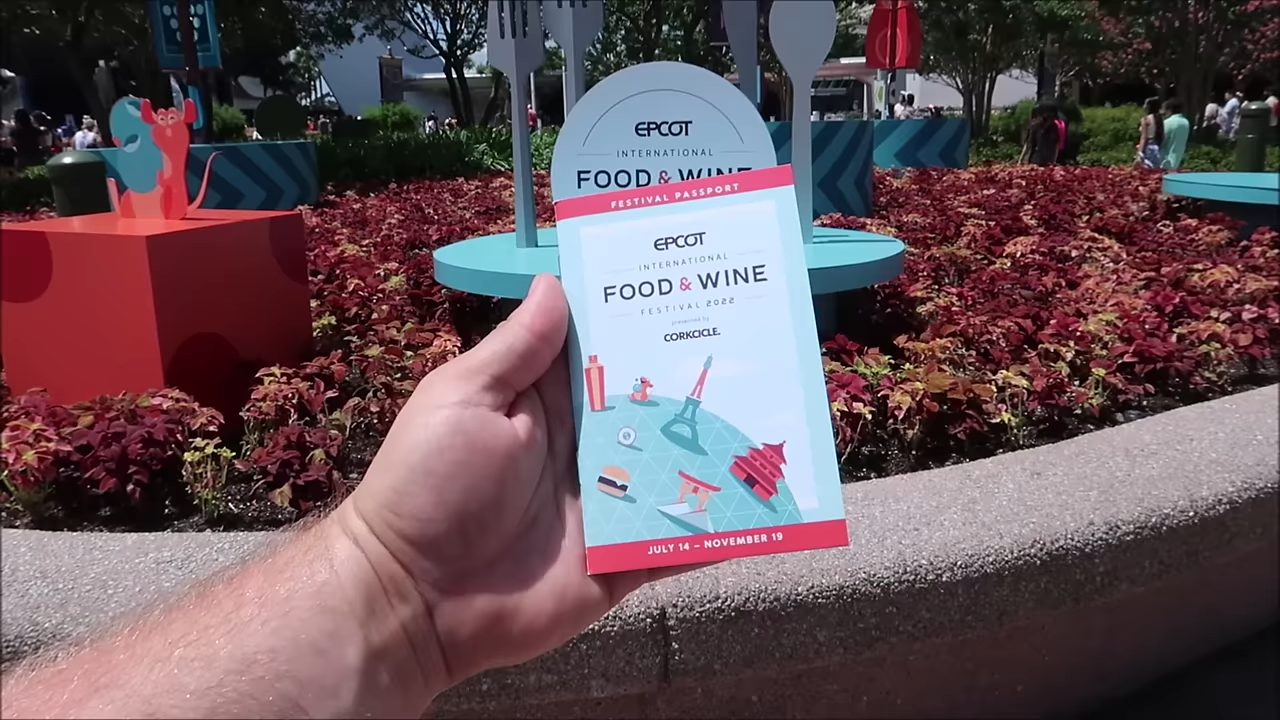 EPCOT
INTERNATIONAL
FOOD & WINE
FESTIVAL PASSPORT
EPCOT
INTERNATIONAL
FOOD & WINE
FESTIVAL 2022
presented by
CORKCICLE.
JULY 14 – NOVEMBER 19